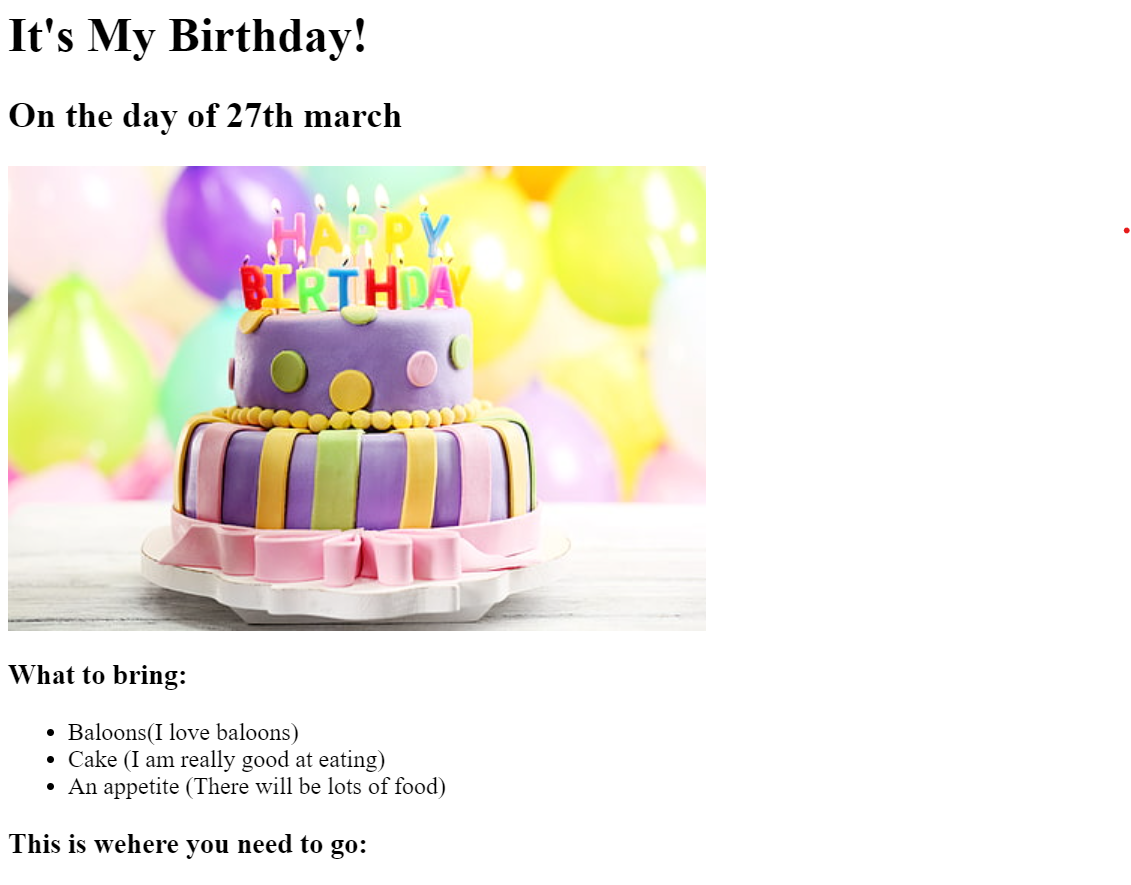 It's My Birthday!
On the day of 27th march
HAPPY
BIRTHDAY
What to bring:
Baloons(I love baloons)
Cake (I am really good at eating)
An appetite (There will be lots of food)
This is wehere you need to go: